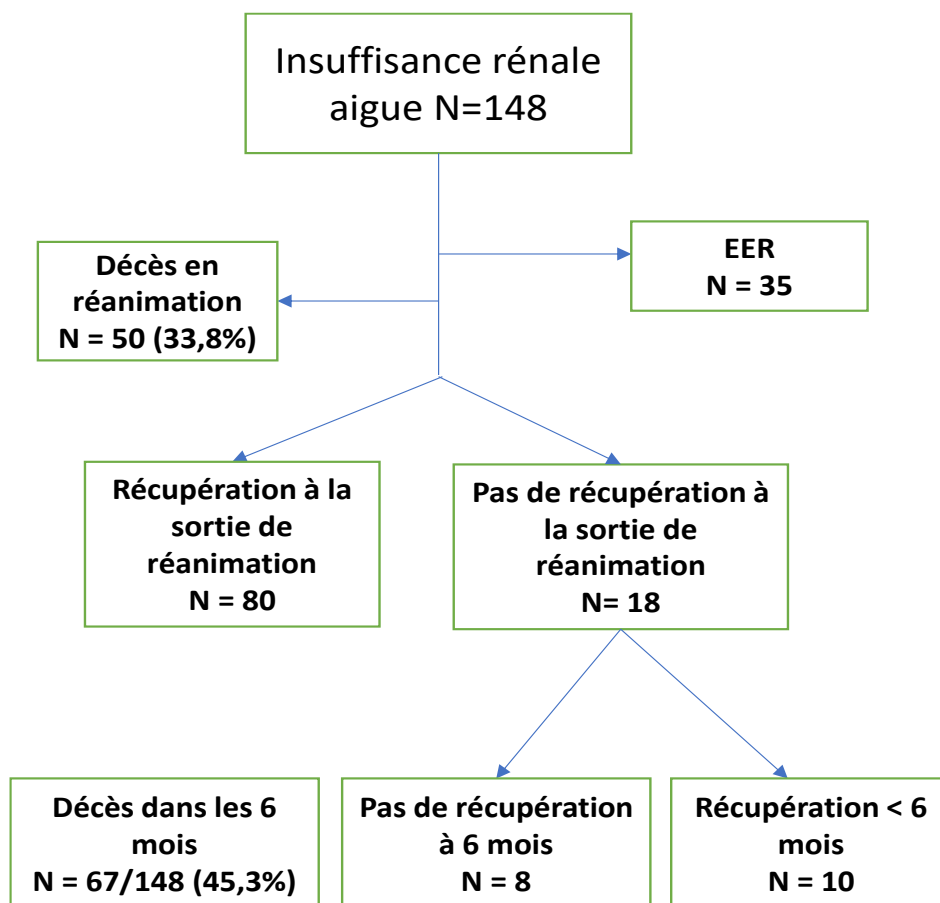 Insuffisance rénale
aigue N=148
EER
N = 35
Décès en
réanimation
N = 50 (33,8%)
Récupération à la
sortie de
réanimation
N = 80
Pas de récupération à
la sortie de
réanimation
N= 18
Décès dans les 6
mois
N = 67/148 (45,3%)
Pas de récupération
à 6 mois
N = 8
Récupération < 6
mois
N = 10